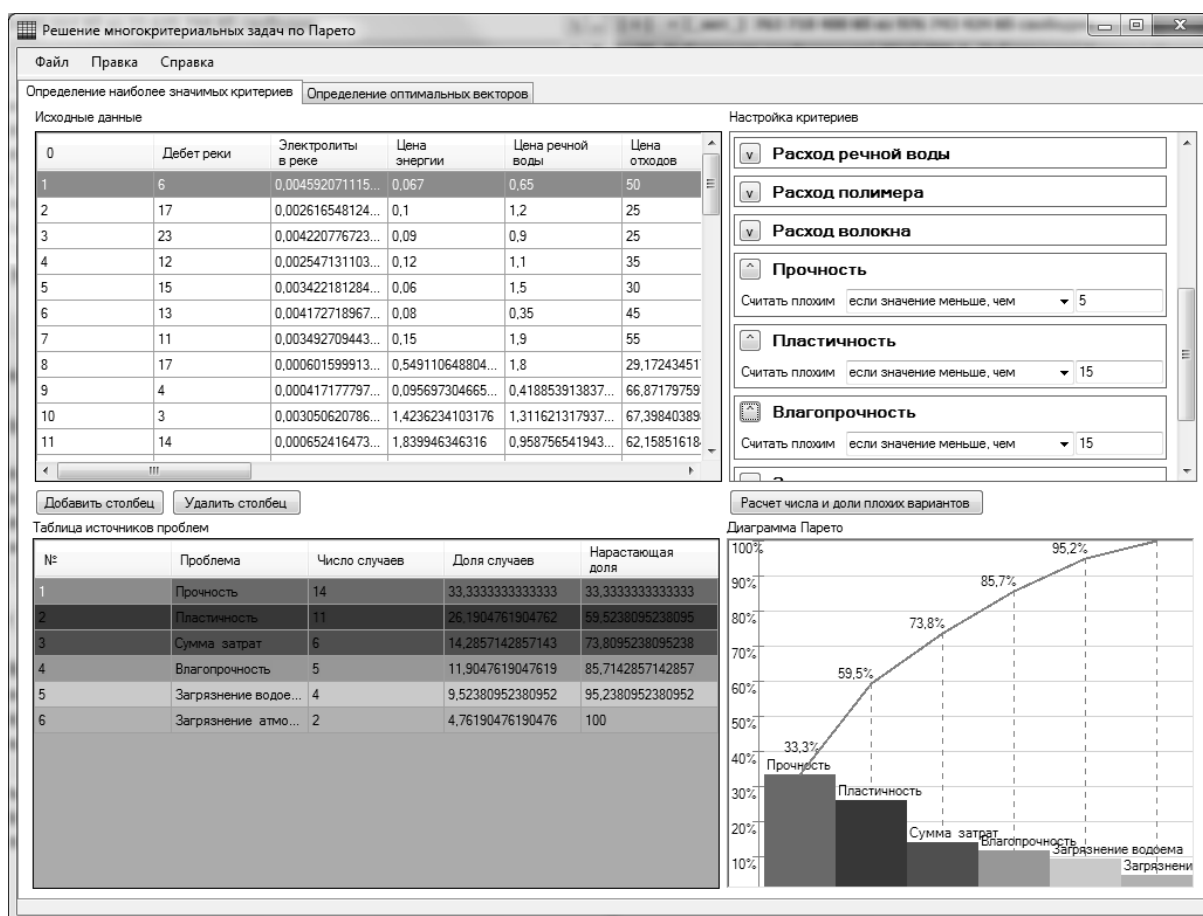 Решение многокритериальных задач по Парето
Файл Правка Справка
Определение наиболее значимых критериев Определение оптимальных векторов
Исходные данные
0 Дебет реки Электролиты в реке Цена энергии Цена речной воды Цена отходов
1 6 0,004592071115... 0,067 0,65 50
2 17 0,002616548124... 0,1 1,2 25
3 23 0,004220776723... 0,09 0,9 25
4 12 0,002547131103... 0,12 1,1 35
5 15 0,003422181284... 0,06 1,5 30
6 13 0,004172718967... 0,08 0,35 45
7 11 0,003492709443... 0,15 1,9 55
8 17 0,000601599913... 0,549110648804... 1,8 29,17243451
9 4 0,000417177797... 0,095697304665... 0,418853913837... 66,87179759
10 3 0,003050620786... 1,4236234103176 1,311621317937... 67,39840389
11 14 0,000652416473... 1,839946346316 0,958756541943... 62,15851618
Добавить столбец Удалить столбец
Настройка критериев
v Расход речной воды
v Расход полимера
v Расход волокна
^ Прочность
Считать плохим если значение меньше, чем 5
^ Пластичность
Считать плохим если значение меньше, чем 15
^ Влагопрочность
Считать плохим если значение меньше, чем 15
Расчет числа и доли плохих вариантов
Таблица источников проблем
№ Проблема Число случаев Доля случаев Нарастающая доля
1 Прочность 14 33,3333333333333 33,3333333333333
2 Пластичность 11 26,1904761904762 59,5238095238095
3 Сумма затрат 6 14,2857142857143 73,8095238095238
4 Влагопрочность 5 11,9047619047619 85,7142857142857
5 Загрязнение водое... 4 9,52380952380952 95,2380952380952
6 Загрязнение атмо... 2 4,76190476190476 100
Диаграмма Парето
100% 95,2%
90% 85,7%
80% 73,8%
70%
60% 59,5%
50%
40% 33,3%
Прочность
30% Пластичность
20% Сумма затрат Влагопрочность Загрязнение водоема
10% Загрязнени